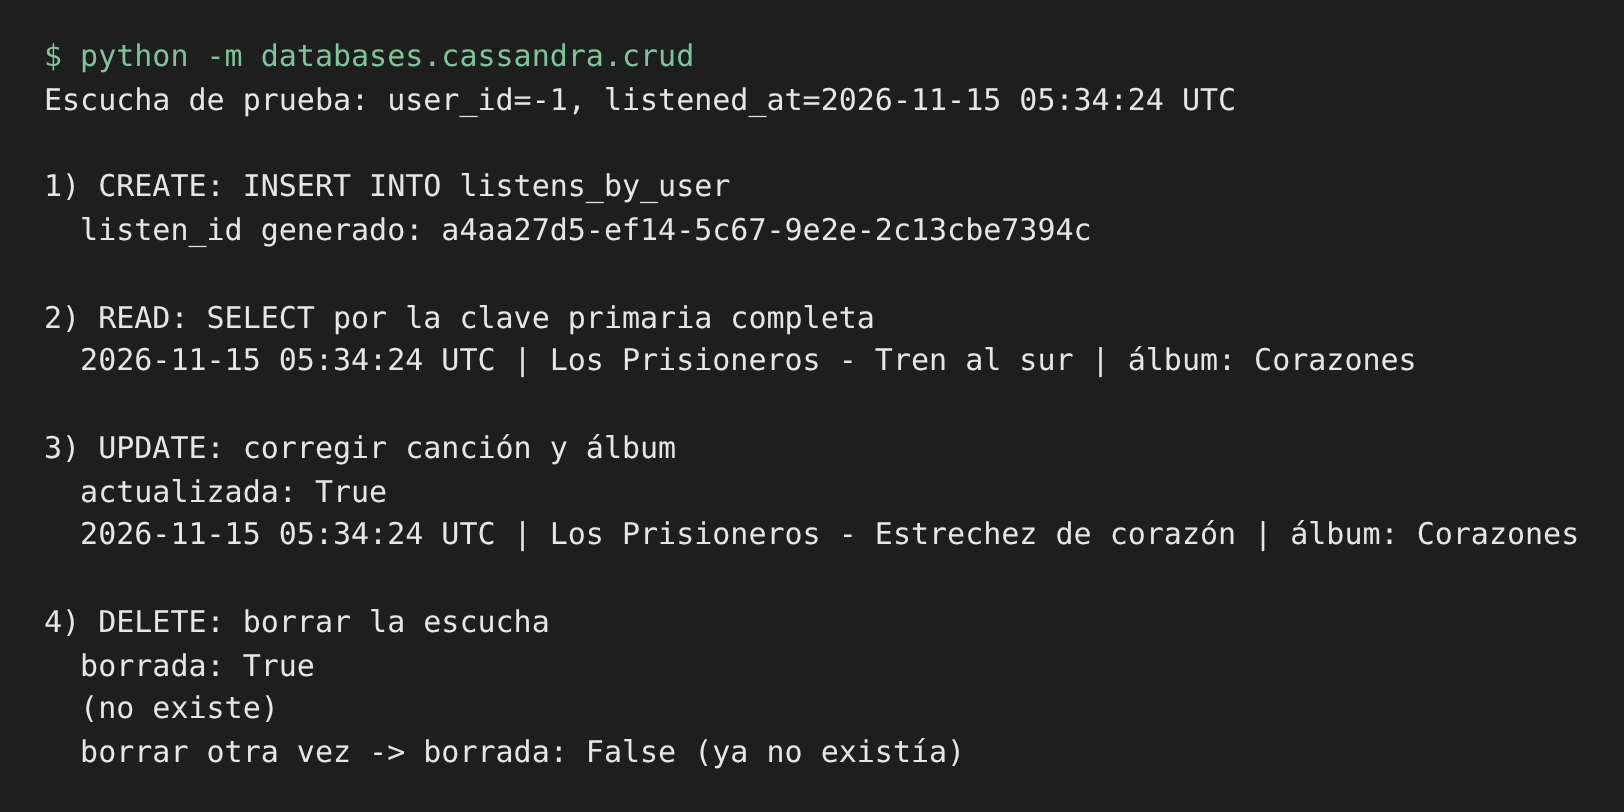 $ python -m databases.cassandra.crud
Escucha de prueba: user_id=-1, listened_at=2026-11-15 05:34:24 UTC
1) CREATE: INSERT INTO listens_by_user
listen_id generado: a4aa27d5-ef14-5c67-9e2e-2c13cbe7394c
2) READ: SELECT por la clave primaria completa
2026-11-15 05:34:24 UTC | Los Prisioneros - Tren al sur | álbum: Corazones
3) UPDATE: corregir canción y álbum
actualizada: True
2026-11-15 05:34:24 UTC | Los Prisioneros - Estrechez de corazón | álbum: Corazones
4) DELETE: borrar la escucha
borrada: True
(no existe)
borrar otra vez -> borrada: False (ya no existía)